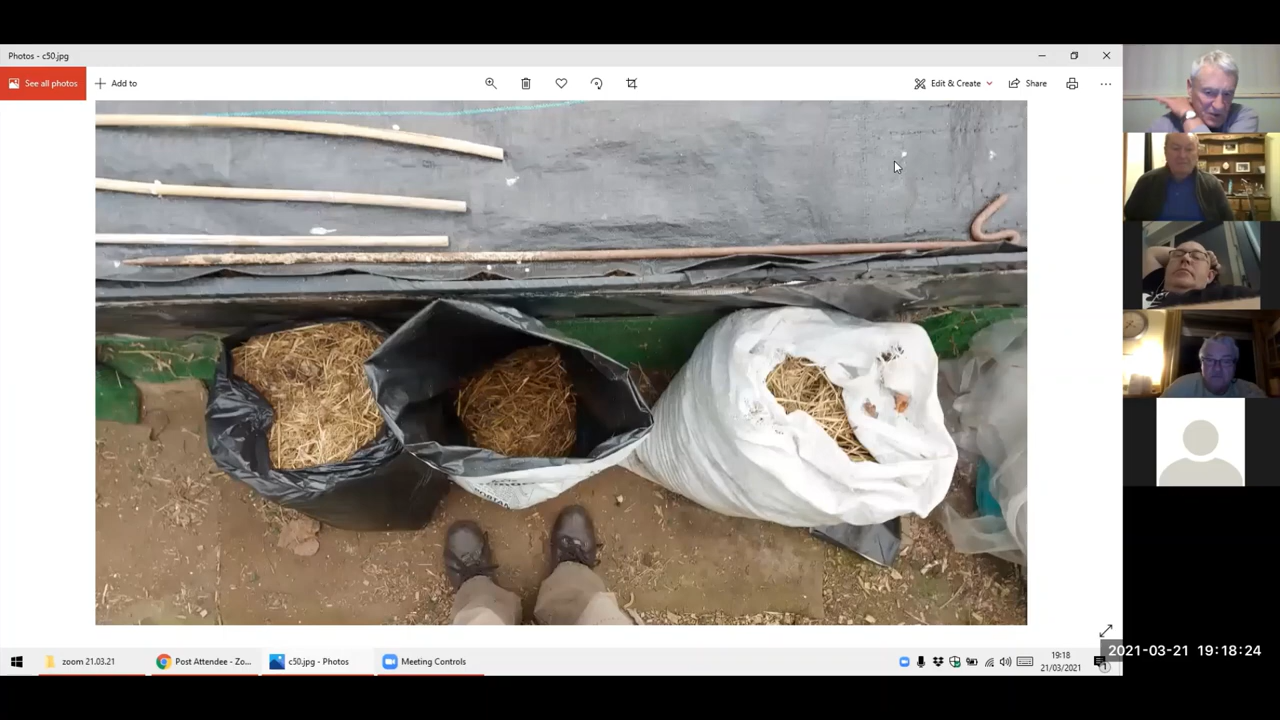 Photos - c50.jpg
See all photos
Add to
Edit & Create
Share
zoom 21.03.21
Post Attendee - Zo...
c50.jpg - Photos
Meeting Controls
19:18
21/03/2021
1
2021-03-21 19:18:24